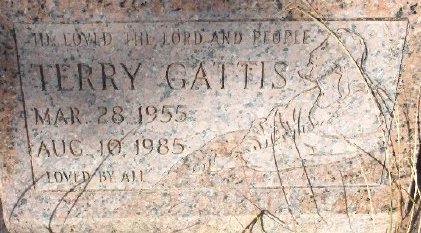 HE LOVED THE LORD AND PEOPLE
TERRY GATTIS
MAR. 28. 1955
AUG. 10. 1985
LOVED BY ALL